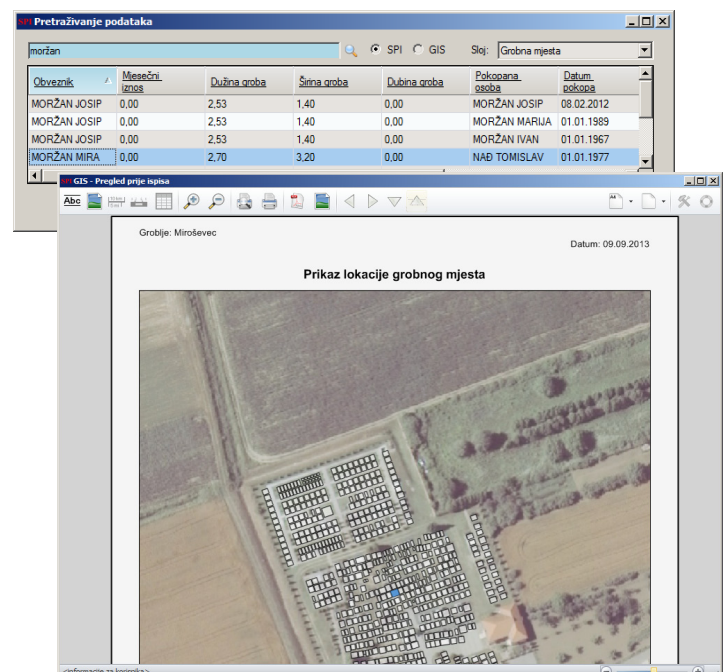 SPI Pretraživanje podataka
moržan
SPI GIS Sloj: Grobna mjesta
Obveznik Mjesečni iznos Dužina groba Širina groba Dubina groba Pokopana osoba Datum pokopa
MORŽAN JOSIP 0,00 2,53 1,40 0,00 MORŽAN JOSIP 08.02.2012
MORŽAN JOSIP 0,00 2,53 1,40 0,00 MORŽAN MARIJA 01.01.1989
MORŽAN JOSIP 0,00 2,53 1,40 0,00 MORŽAN IVAN 01.01.1967
MORŽAN MIRA 0,00 2,70 3,20 0,00 NAĐ TOMISLAV 01.01.1977
SPI GIS - Pregled prije ispisa
Abc
Groblje: Miroševec
Datum: 09.09.2013
Prikaz lokacije grobnog mjesta
<informacije za korisnika>